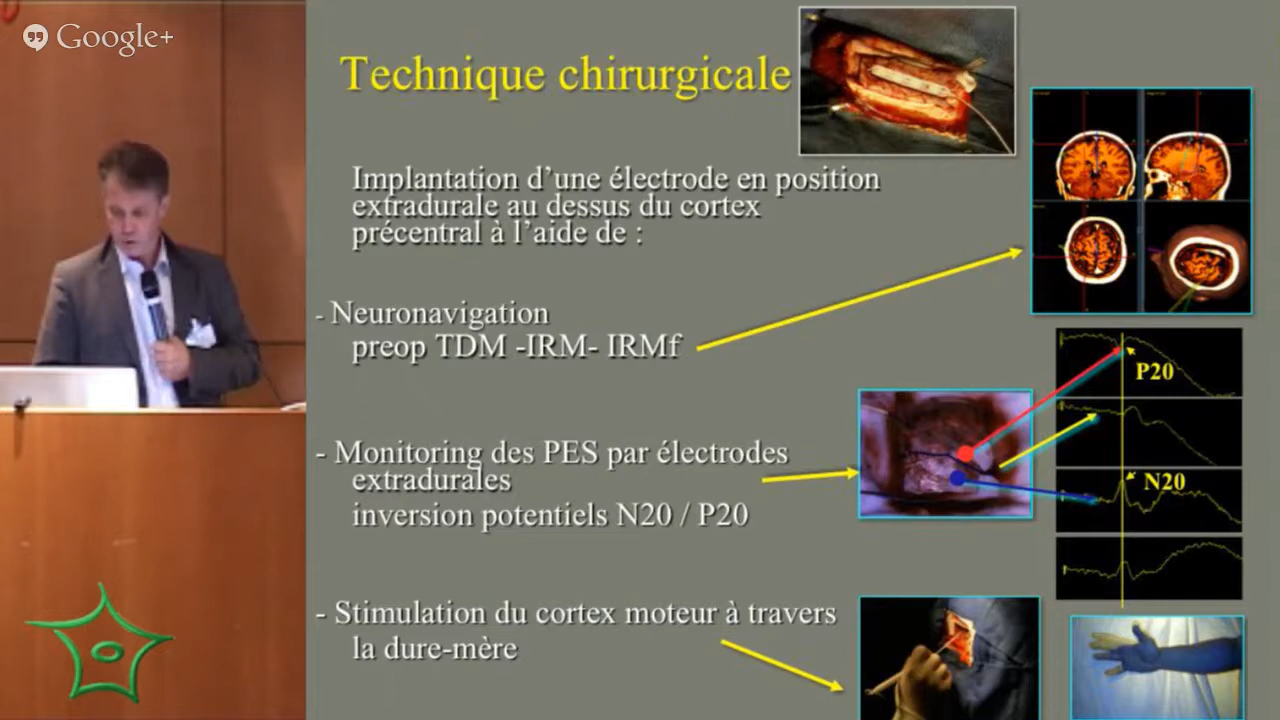 Google+
Technique chirurgicale
Implantation d’une électrode en position
extradurale au dessus du cortex
précentral à l’aide de :
- Neuronavigation
preop TDM -IRM- IRMf
- Monitoring des PES par électrodes
extradurales
inversion potentiels N20 / P20
P20
N20
- Stimulation du cortex moteur à travers
la dure-mère